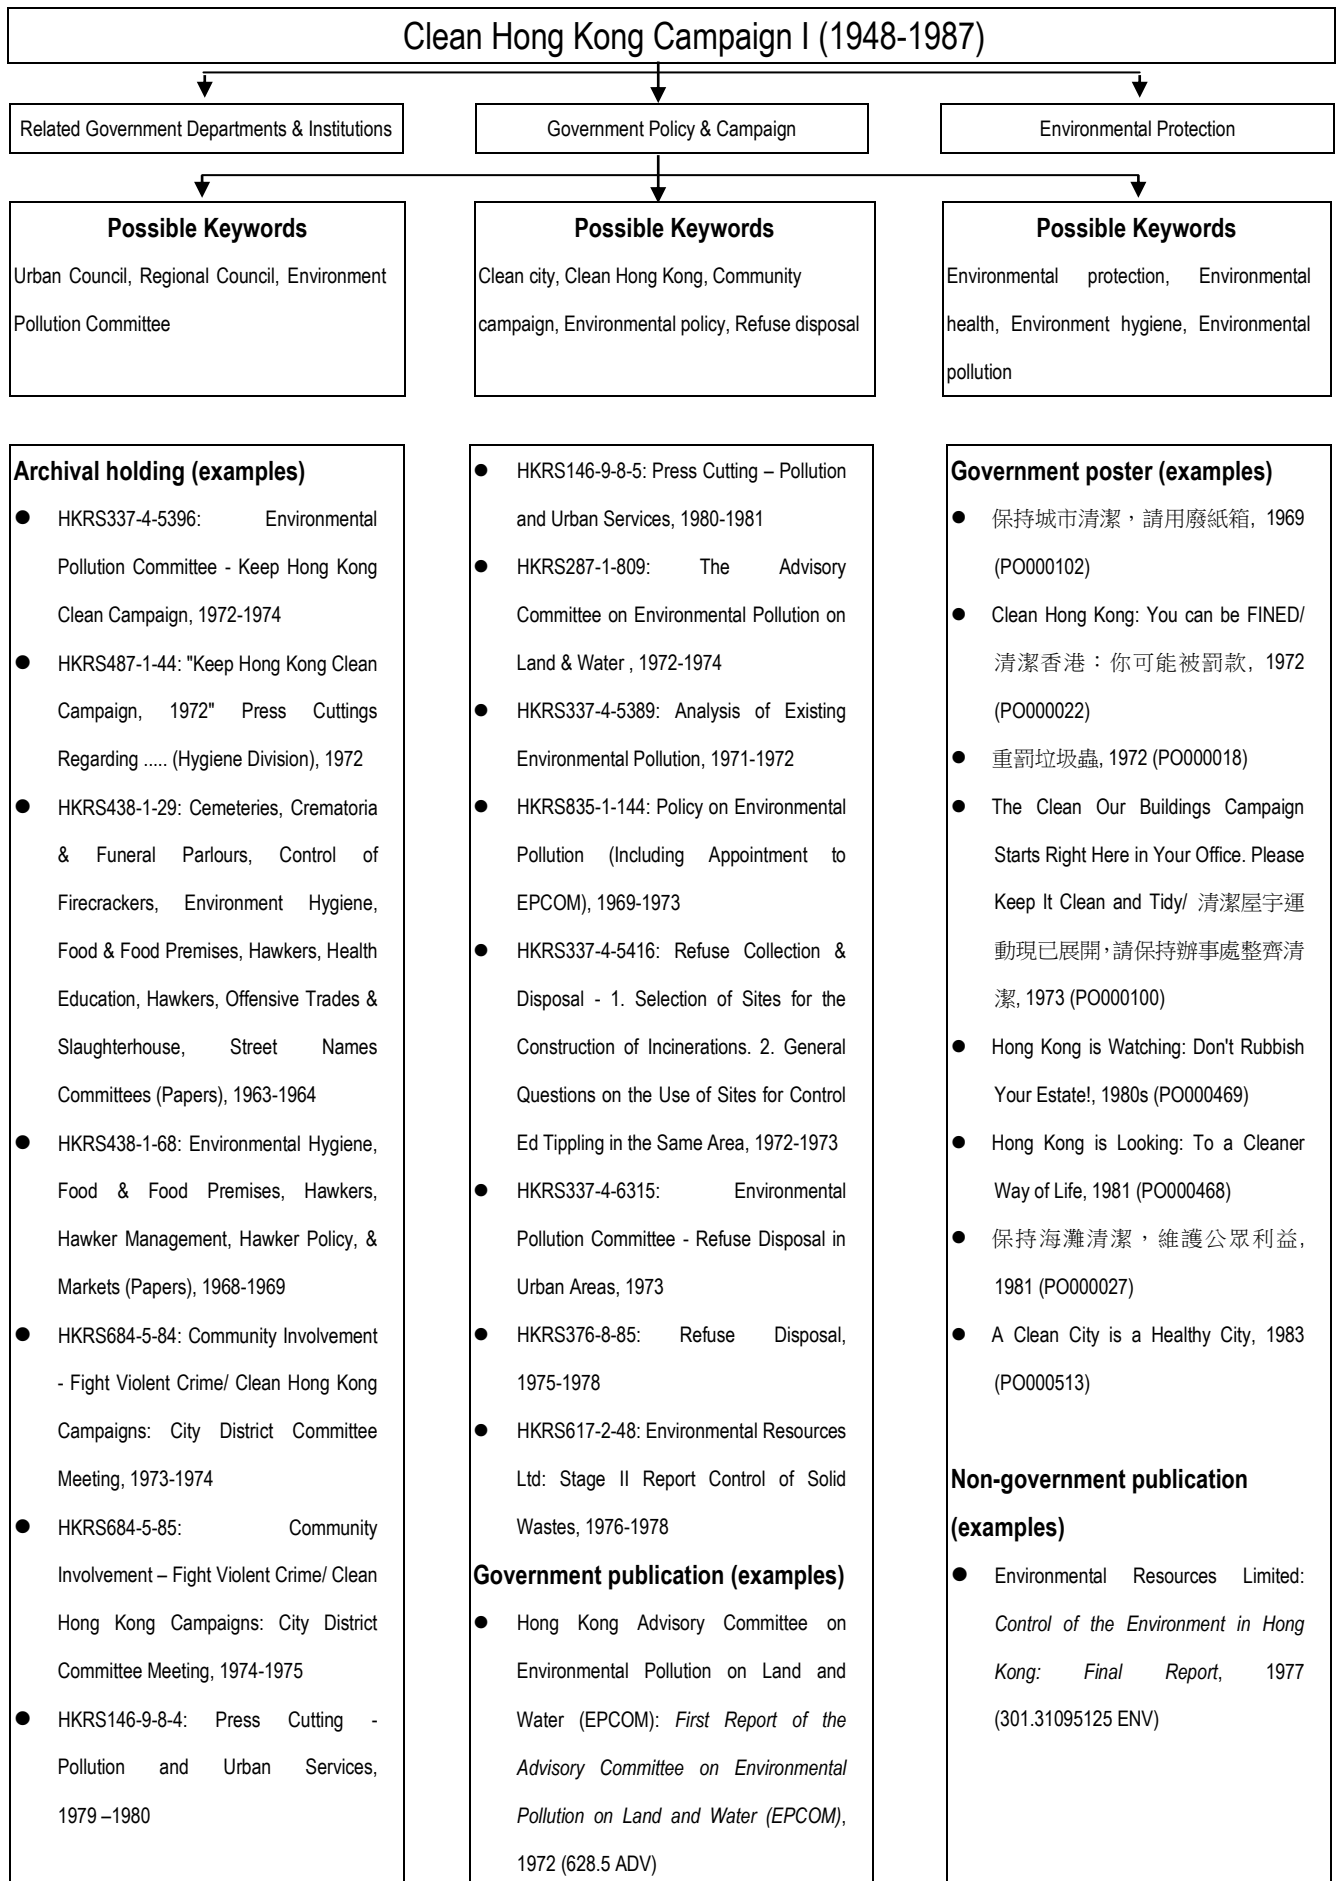 Clean Hong Kong Campaign I (1948-1987)
Related Government Departments & Institutions
Government Policy & Campaign
Environmental Protection
Possible Keywords
Urban Council, Regional Council, Environment
Pollution Committee
Possible Keywords
Clean city, Clean Hong Kong, Community
campaign, Environmental policy, Refuse disposal
Possible Keywords
Environmental protection, Environmental
health, Environment hygiene, Environmental
pollution
Archival holding (examples)
● HKRS337-4-5396: Environmental
Pollution Committee - Keep Hong Kong
Clean Campaign, 1972-1974
● HKRS487-1-44: "Keep Hong Kong Clean
Campaign, 1972" Press Cuttings
Regarding ..... (Hygiene Division), 1972
● HKRS438-1-29: Cemeteries, Crematoria
& Funeral Parlours, Control of
Firecrackers, Environment Hygiene,
Food & Food Premises, Hawkers, Health
Education, Hawkers, Offensive Trades &
Slaughterhouse, Street Names
Committees (Papers), 1963-1964
● HKRS438-1-68: Environmental Hygiene,
Food & Food Premises, Hawkers,
Hawker Management, Hawker Policy, &
Markets (Papers), 1968-1969
● HKRS684-5-84: Community Involvement
- Fight Violent Crime/ Clean Hong Kong
Campaigns: City District Committee
Meeting, 1973-1974
● HKRS684-5-85: Community
Involvement – Fight Violent Crime/ Clean
Hong Kong Campaigns: City District
Committee Meeting, 1974-1975
● HKRS146-9-8-4: Press Cutting -
Pollution and Urban Services,
1979 –1980
● HKRS146-9-8-5: Press Cutting – Pollution
and Urban Services, 1980-1981
● HKRS287-1-809: The Advisory
Committee on Environmental Pollution on
Land & Water , 1972-1974
● HKRS337-4-5389: Analysis of Existing
Environmental Pollution, 1971-1972
● HKRS835-1-144: Policy on Environmental
Pollution (Including Appointment to
EPCOM), 1969-1973
● HKRS337-4-5416: Refuse Collection &
Disposal - 1. Selection of Sites for the
Construction of Incinerations. 2. General
Questions on the Use of Sites for Control
Ed Tippling in the Same Area, 1972-1973
● HKRS337-4-6315: Environmental
Pollution Committee - Refuse Disposal in
Urban Areas, 1973
● HKRS376-8-85: Refuse Disposal,
1975-1978
● HKRS617-2-48: Environmental Resources
Ltd: Stage II Report Control of Solid
Wastes, 1976-1978
Government publication (examples)
● Hong Kong Advisory Committee on
Environmental Pollution on Land and
Water (EPCOM): First Report of the
Advisory Committee on Environmental
Pollution on Land and Water (EPCOM),
1972 (628.5 ADV)
Government poster (examples)
● 保持城市清潔，請用廢紙箱, 1969
(PO000102)
● Clean Hong Kong: You can be FINED/
清潔香港：你可能被罰款, 1972
(PO000022)
● 重罰垃圾蟲, 1972 (PO000018)
● The Clean Our Buildings Campaign
Starts Right Here in Your Office. Please
Keep It Clean and Tidy/ 清潔屋宇運
動現已展開，請保持辦事處整齊清
潔, 1973 (PO000100)
● Hong Kong is Watching: Don't Rubbish
Your Estate!, 1980s (PO000469)
● Hong Kong is Looking: To a Cleaner
Way of Life, 1981 (PO000468)
● 保持海灘清潔，維護公眾利益,
1981 (PO000027)
● A Clean City is a Healthy City, 1983
(PO000513)
Non-government publication
(examples)
● Environmental Resources Limited:
Control of the Environment in Hong
Kong: Final Report, 1977
(301.31095125 ENV)